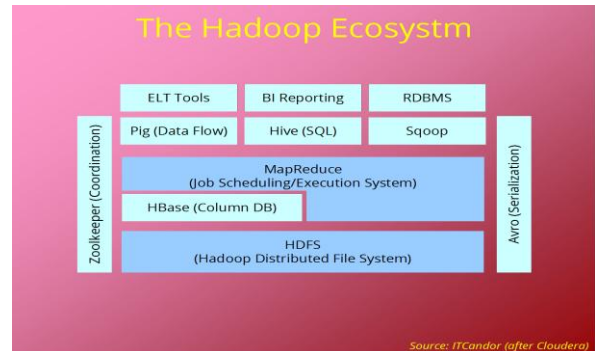 The Hadoop Ecosystm
ELT Tools
BI Reporting
RDBMS
Pig (Data Flow)
Hive (SQL)
Sqoop
Zoolkeeper (Coordination)
MapReduce
(Job Scheduling/Execution System)
HBase (Column DB)
HDFS
(Hadoop Distributed File System)
Avro (Serialization)
Source: ITCandor (after Cloudera)